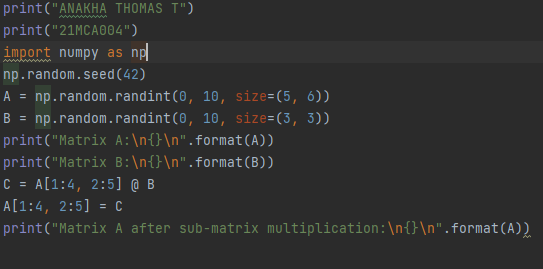 print("ANAKHA THOMAS T")
print("21MCA004")
import numpy as np
np.random.seed(42)
A = np.random.randint(0, 10, size=(5, 6))
B = np.random.randint(0, 10, size=(3, 3))
print("Matrix A:\n{}\n".format(A))
print("Matrix B:\n{}\n".format(B))
C = A[1:4, 2:5] @ B
A[1:4, 2:5] = C
print("Matrix A after sub-matrix multiplication:\n{}\n".format(A))